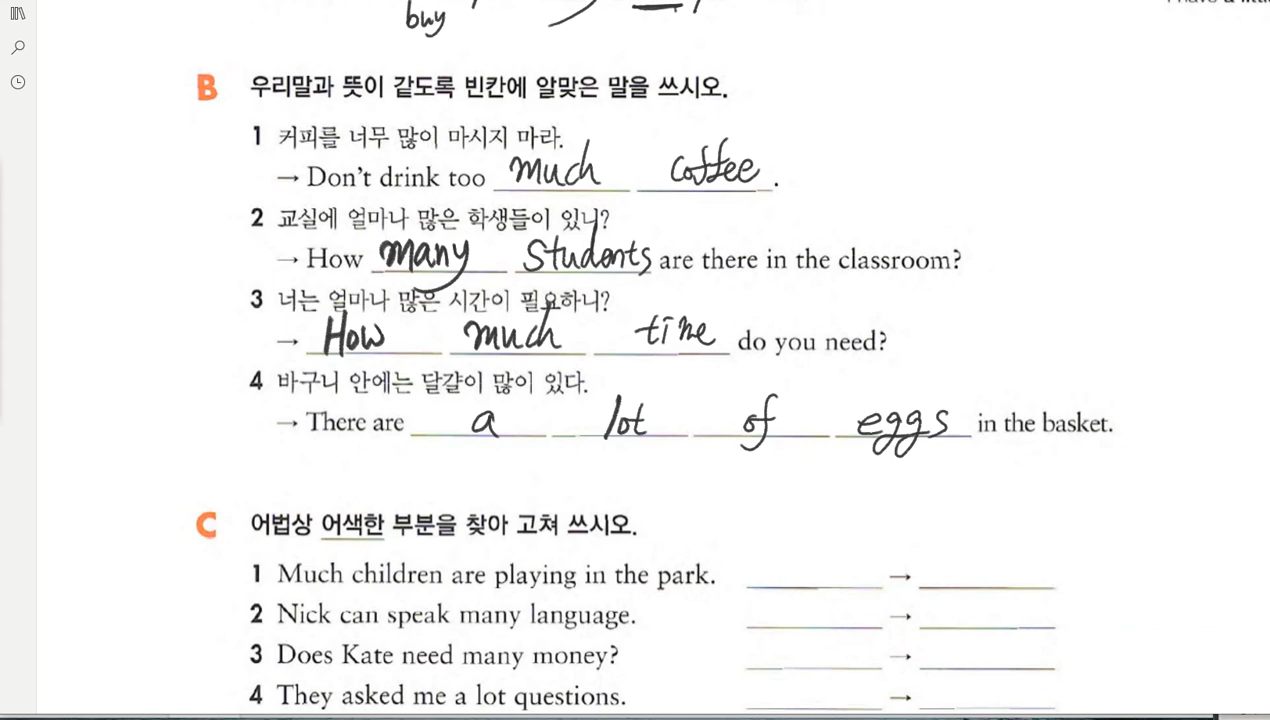 buy
B 우리말과 뜻이 같도록 빈칸에 알맞은 말을 쓰시오.
1 커피를 너무 많이 마시지 마라.
→ Don't drink too much coffee.
2 교실에 얼마나 많은 학생들이 있니?
→ How many students are there in the classroom?
3 너는 얼마나 많은 시간이 필요하니?
→ How much time do you need?
4 바구니 안에는 달걀이 많이 있다.
→ There are a lot of eggs in the basket.
C 어법상 어색한 부분을 찾아 고쳐 쓰시오.
1 Much children are playing in the park. →
2 Nick can speak many language. →
3 Does Kate need many money? →
4 They asked me a lot questions. →